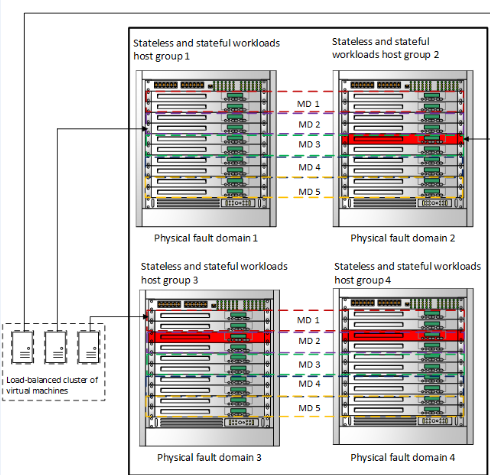 Stateless and stateful workloads
host group 1
Stateless and stateful
workloads host group 2
MD 1
MD 2
MD 3
MD 4
MD 5
Physical fault domain 1
Physical fault domain 2
Stateless and stateful workloads
host group 3
Stateless and stateful workloads
host group 4
MD 1
MD 2
MD 3
MD 4
MD 5
Load-balanced cluster of
virtual machines
Physical fault domain 3
Physical fault domain 4